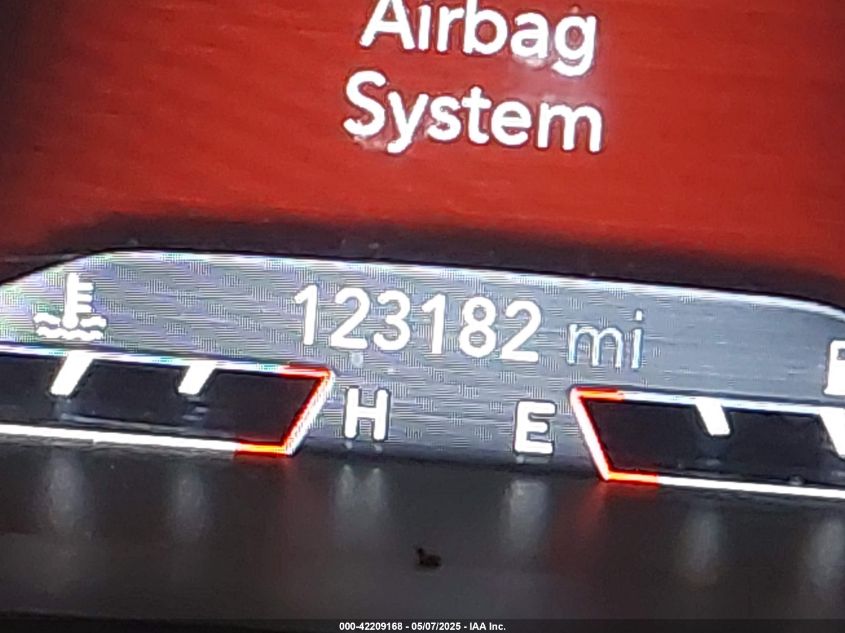 Airbag
System
123182 mi
H E
000-42209168 - 05/07/2025 - IAA Inc.